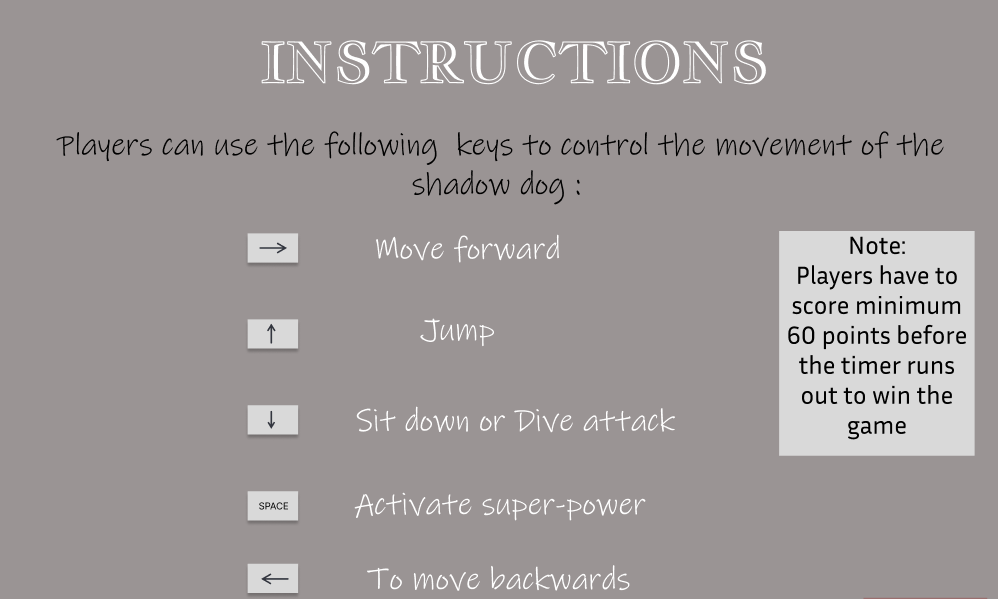 INSTRUCTIONS
Players can use the following keys to control the movement of the
shadow dog :
→ Move forward
↑ Jump
↓ Sit down or Dive attack
SPACE Activate super-power
← To move backwards
Note:
Players have to
score minimum
60 points before
the timer runs
out to win the
game